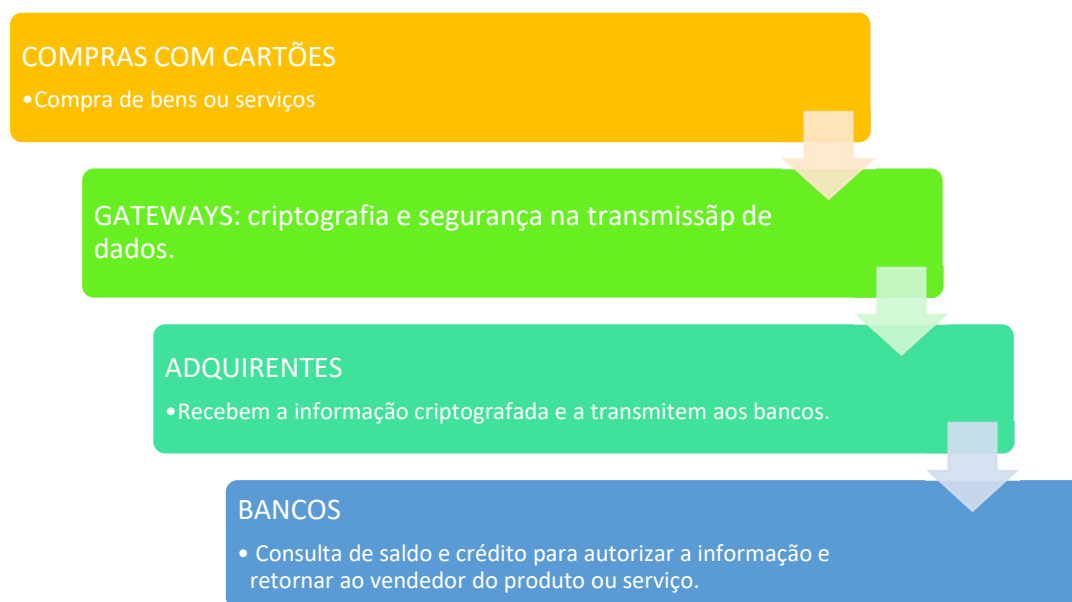 COMPRAS COM CARTÕES
•Compra de bens ou serviços
GATEWAYS: criptografia e segurança na transmissãp de
dados.
ADQUIRENTES
•Recebem a informação criptografada e a transmitem aos bancos.
BANCOS
• Consulta de saldo e crédito para autorizar a informação e
retornar ao vendedor do produto ou serviço.